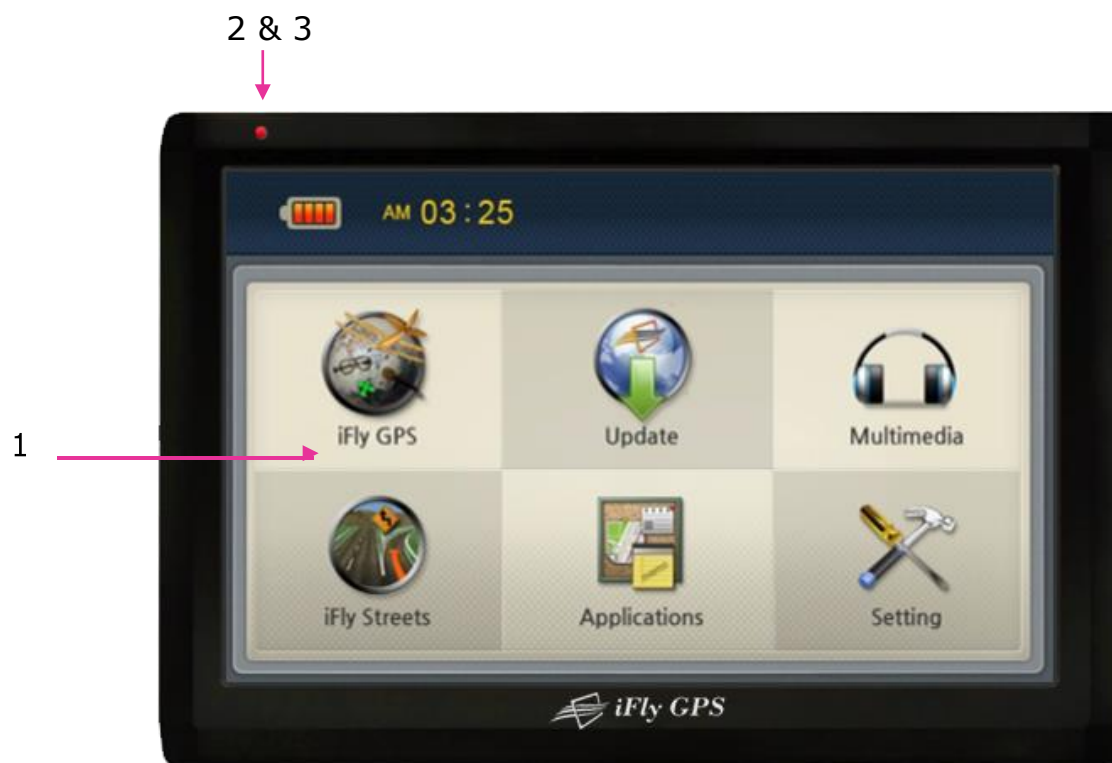 2 & 3
AM 03:25
iFly GPS
Update
Multimedia
1
iFly Streets
Applications
Setting
iFly GPS